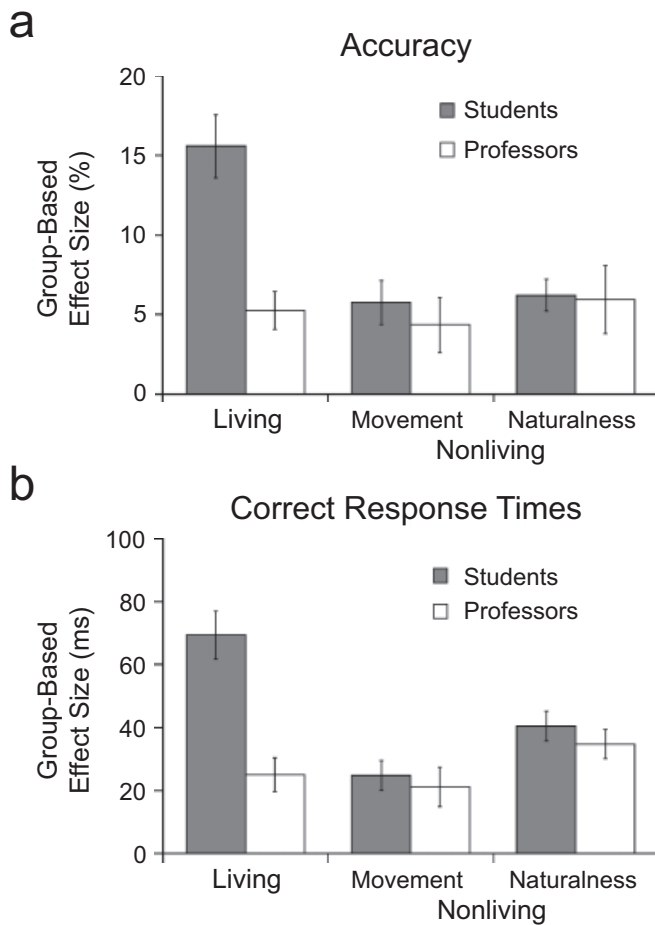 a
Accuracy
Group-Based
Effect Size (%)
20
15
10
5
0
Students
Professors
Living
Movement
Naturalness
Nonliving
b
Correct Response Times
Group-Based
Effect Size (ms)
100
80
60
40
20
0
Students
Professors
Living
Movement
Naturalness
Nonliving